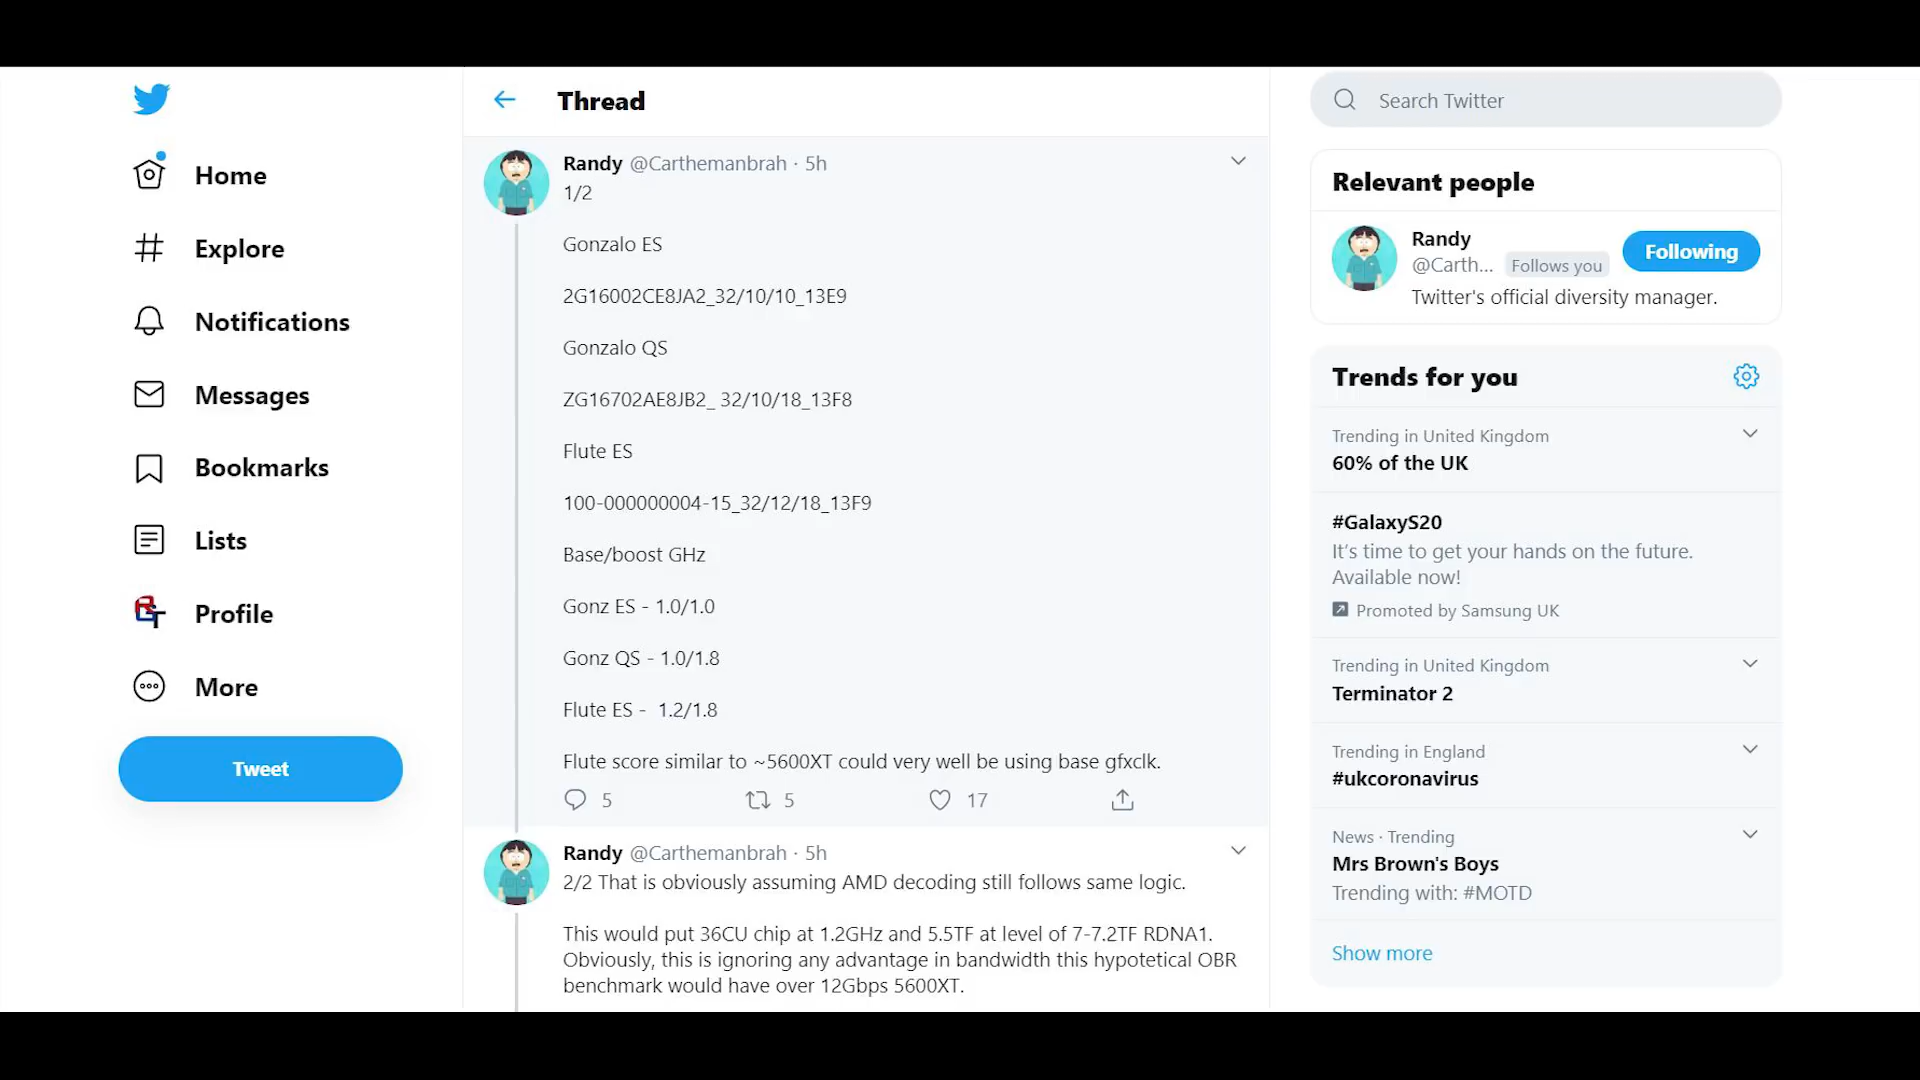 Home
Explore
Notifications
Messages
Bookmarks
Lists
Profile
More
Tweet
Thread
Randy @Carthemanbrah · 5h
1/2
Gonzalo ES
2G16002CE8JA2_32/10/10_13E9
Gonzalo QS
ZG16702AE8JB2_ 32/10/18_13F8
Flute ES
100-000000004-15_32/12/18_13F9
Base/boost GHz
Gonz ES - 1.0/1.0
Gonz QS - 1.0/1.8
Flute ES -  1.2/1.8
Flute score similar to ~5600XT could very well be using base gfxclk.
5 5 17
Randy @Carthemanbrah · 5h
2/2 That is obviously assuming AMD decoding still follows same logic.
This would put 36CU chip at 1.2GHz and 5.5TF at level of 7-7.2TF RDNA1.
Obviously, this is ignoring any advantage in bandwidth this hypotetical OBR
benchmark would have over 12Gbps 5600XT.
Search Twitter
Relevant people
Randy
@Carth... Follows you
Following
Twitter's official diversity manager.
Trends for you
Trending in United Kingdom
60% of the UK
#GalaxyS20
It's time to get your hands on the future.
Available now!
Promoted by Samsung UK
Trending in United Kingdom
Terminator 2
Trending in England
#ukcoronavirus
News · Trending
Mrs Brown's Boys
Trending with: #MOTD
Show more